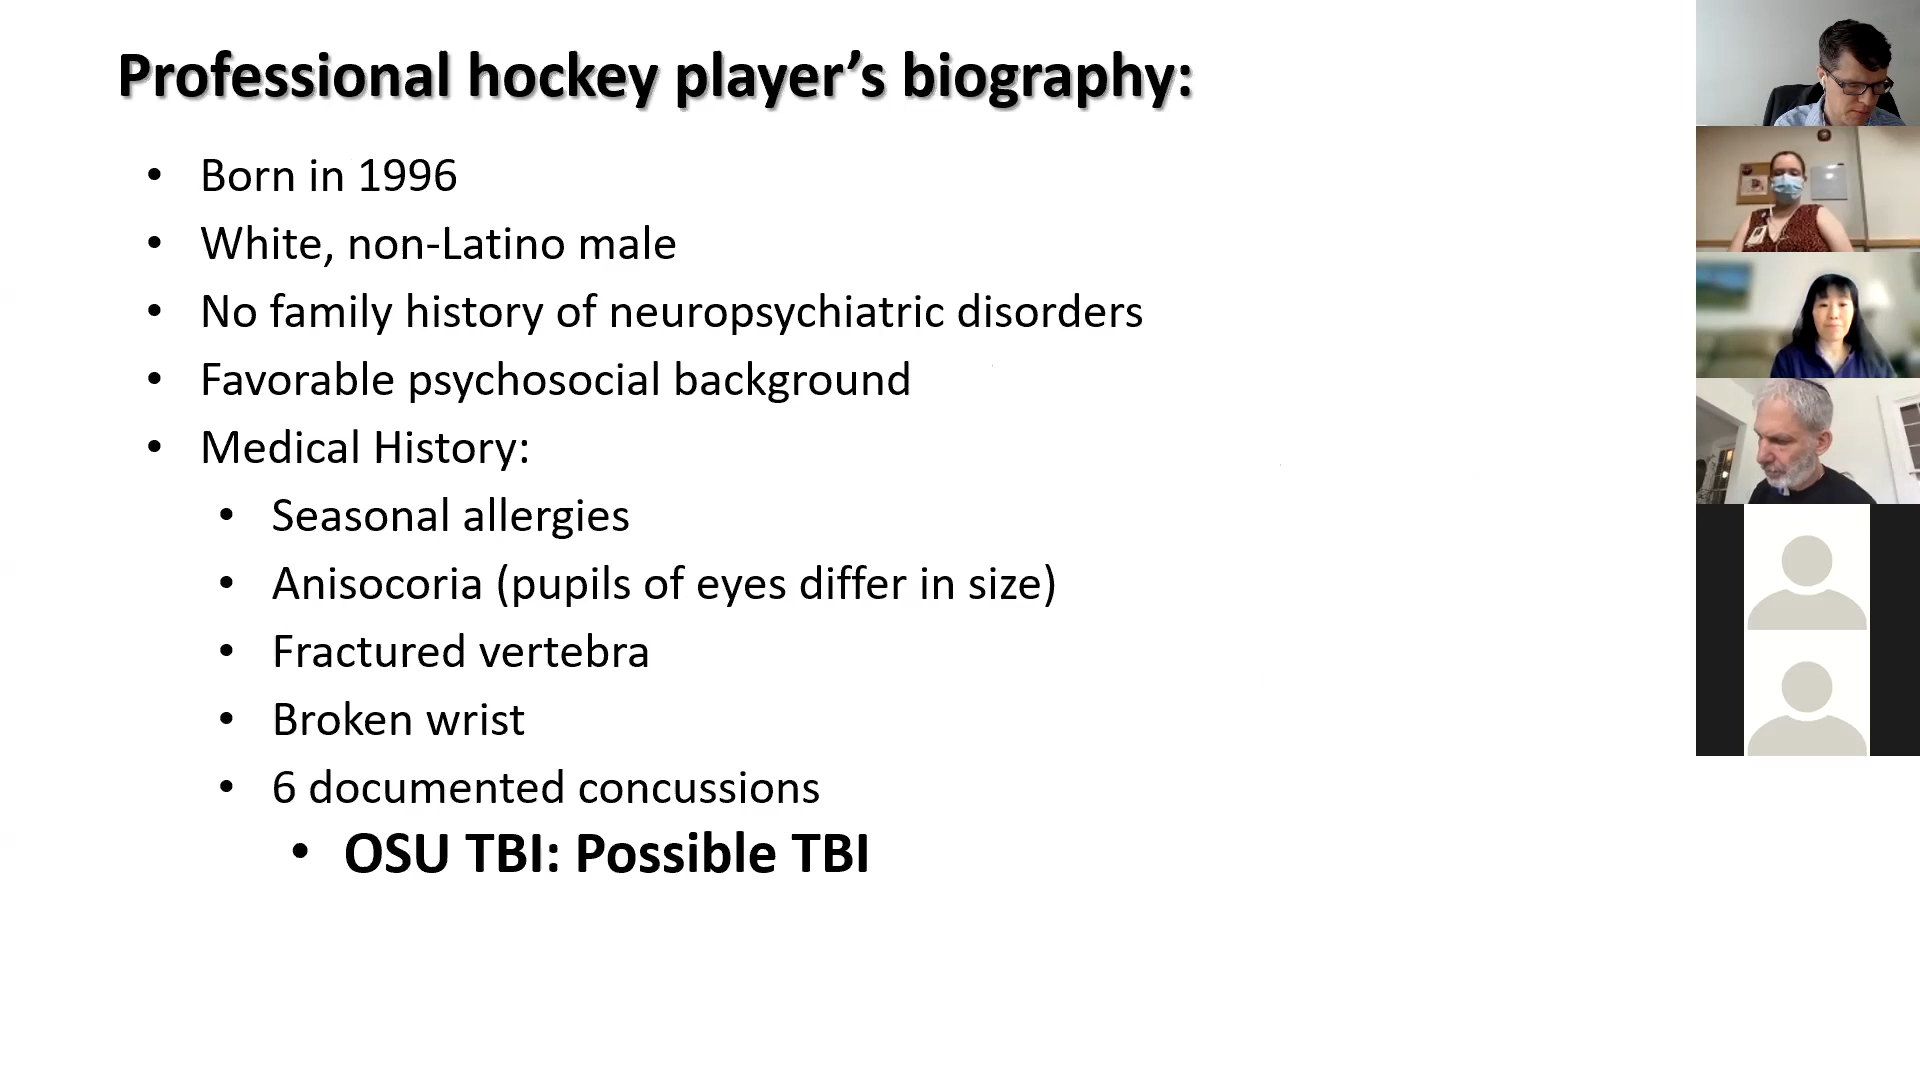 Professional hockey player’s biography:
• Born in 1996
• White, non-Latino male
• No family history of neuropsychiatric disorders
• Favorable psychosocial background
• Medical History:
• Seasonal allergies
• Anisocoria (pupils of eyes differ in size)
• Fractured vertebra
• Broken wrist
• 6 documented concussions
• OSU TBI: Possible TBI